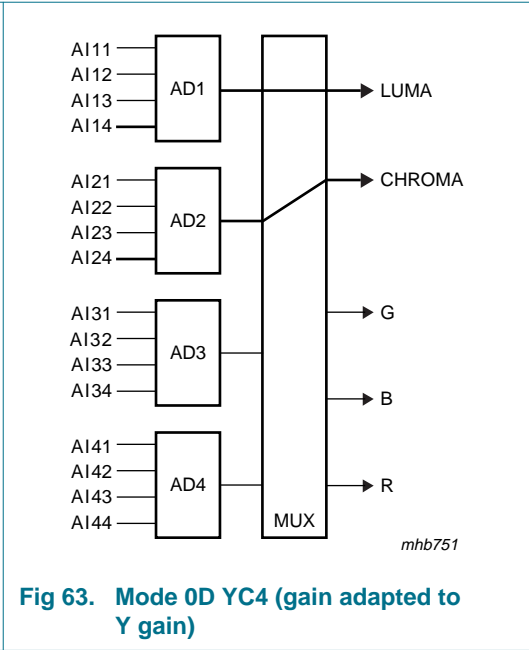 AI11
AI12
AI13
AI14
AD1
LUMA
AI21
AI22
AI23
AI24
AD2
CHROMA
AI31
AI32
AI33
AI34
AD3
G
B
AI41
AI42
AI43
AI44
AD4
R
MUX
mhb751
Fig 63. Mode 0D YC4 (gain adapted to
Y gain)